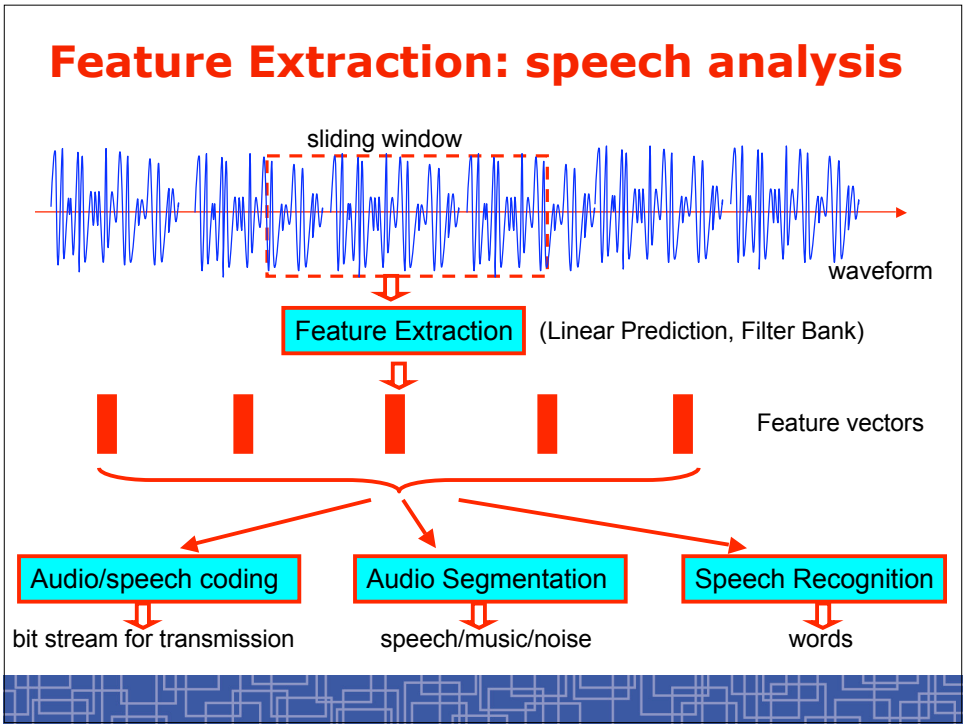 Feature Extraction: speech analysis
sliding window
waveform
Feature Extraction (Linear Prediction, Filter Bank)
Feature vectors
Audio/speech coding
Audio Segmentation
Speech Recognition
bit stream for transmission
speech/music/noise
words